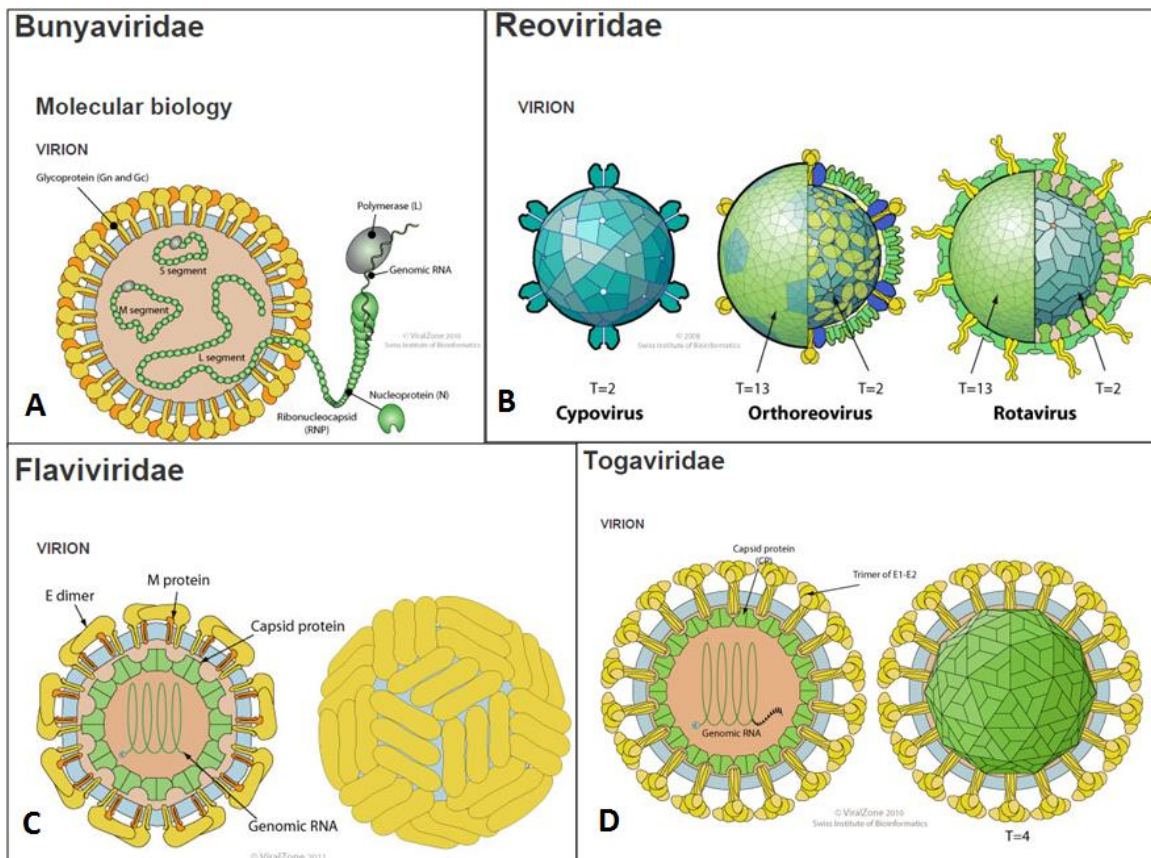 Bunyaviridae
Molecular biology
VIRION
Glycoprotein (Gn and Gc)
Polymerase (L)
Genomic RNA
S segment
M segment
L segment
© ViralZone 2010
Swiss Institute of Bioinformatics
Nucleoprotein (N)
Ribonucleocapsid
(RNP)
A
Reoviridae
VIRION
© 2008
Swiss Institute of Bioinformatics
T=2
T=13
T=2
T=13
T=2
B
Cypovirus
Orthoreovirus
Rotavirus
Flaviviridae
VIRION
M protein
E dimer
Capsid protein
Genomic RNA
C
© ViralZone 2011
Togaviridae
VIRION
Capsid protein
(CP)
Trimer of E1-E2
Genomic RNA
© ViralZone 2010
Swiss Institute of Bioinformatics
D
T=4